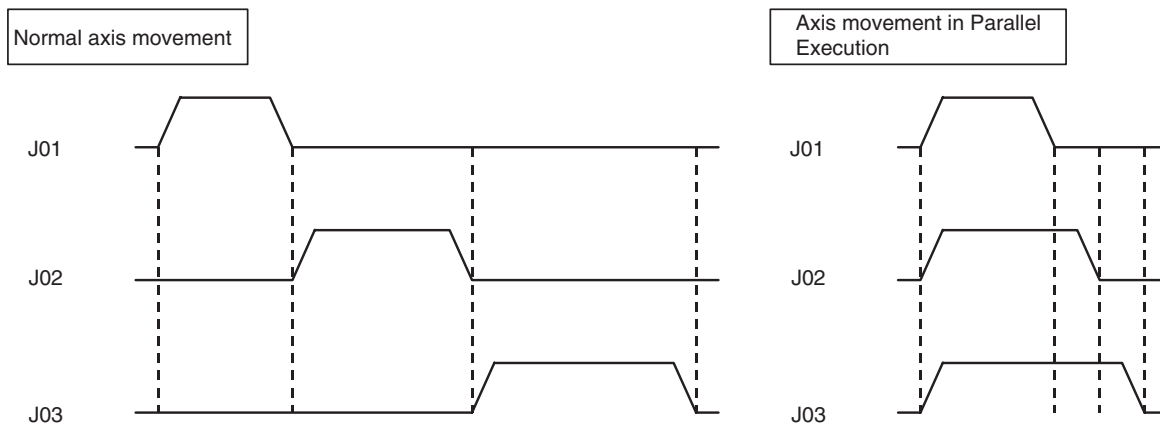 Normal axis movement
Axis movement in Parallel
Execution
J01
J01
J02
J02
J03
J03